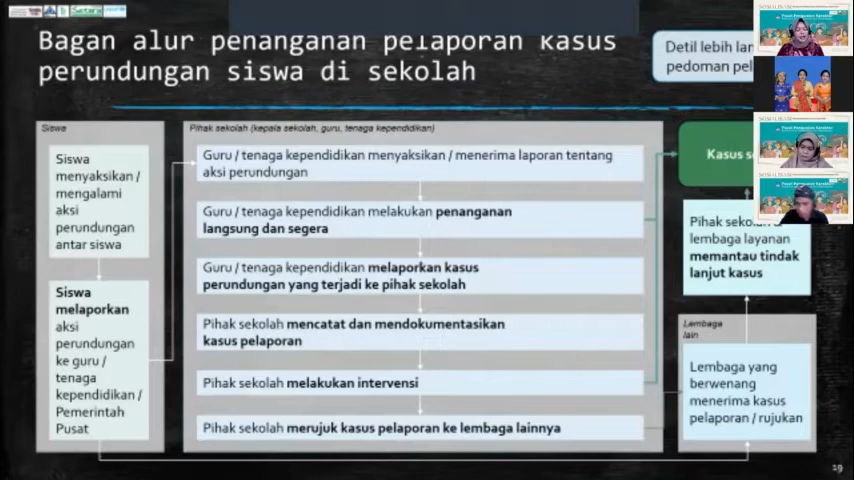 Bagan alur penanganan pelaporan kasus
perundungan siswa di sekolah
Detil lebih
pedoman
Siswa
Siswa
menyaksikan /
mengalami
aksi
perundungan
antar siswa
Siswa
melaporkan
aksi
perundungan
ke guru /
tenaga
kependidikan /
Pemerintah
Pusat
Pihak sekolah (kepala sekolah, guru, tenaga kependidikan)
Guru / tenaga kependidikan menyaksikan / menerima laporan tentang
aksi perundungan
Guru / tenaga kependidikan melakukan penanganan
langsung dan segera
Guru / tenaga kependidikan melaporkan kasus
perundungan yang terjadi ke pihak sekolah
Pihak sekolah mencatat dan mendokumentasikan
kasus pelaporan
Pihak sekolah melakukan intervensi
Pihak sekolah merujuk kasus pelaporan ke lembaga lainnya
Kasus
Pihak
lembaga layanan
memantau tindak
lanjut kasus
Lembaga
lain
Lembaga yang
berwenang
menerima kasus
pelaporan / rujukan
19